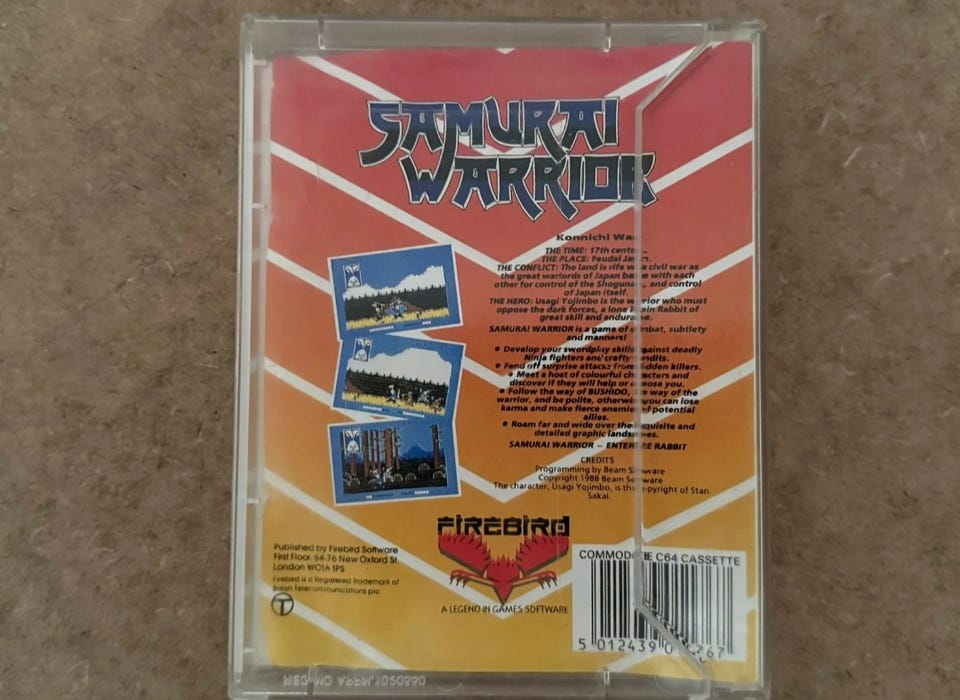 SAMURAI
WARRIOR
Konnichi Wa
THE TIME: 17th
THE PLACE: Feudal
THE CONFLICT: The land is rife civil war as
the great warlords of Japan with each
other for control of the and control
of Japan itself.
THE HERO: Usagi Yojimbo is the warrior who must
oppose the dark forces, a lone Rabbit of
great skill and
SAMURAI WARRIOR is a game of combat, subtlety
and manners!
• Develop your swordplay skills against deadly
Ninja fighters and crafty bandits.
• Fend off surprise attacks from hidden killers.
• Meet a host of colourful characters and
discover if they will help or oppose you.
• Follow the way of BUSHIDO, way of the
warrior, and be polite, otherwise you can lose
karma and make fierce enemies of potential
allies.
• Roam far and wide over the exquisite and
detailed graphic landscapes.
SAMURAI WARRIOR – RABBIT
CREDITS
Programming by Beam Software
Copyright 1988 Beam Software
The character, Usagi Yojimbo, is the copyright of Stan
Sakai.
FIREBIRD
A LEGEND IN GAMES SOFTWARE
Published by Firebird Software
First Floor, 64-76 New Oxford St.
London WC1A 1PS
Firebird is a Registered Trademark of
British Telecommunications plc
T
COMMODORE C64 CASSETTE
5 012439